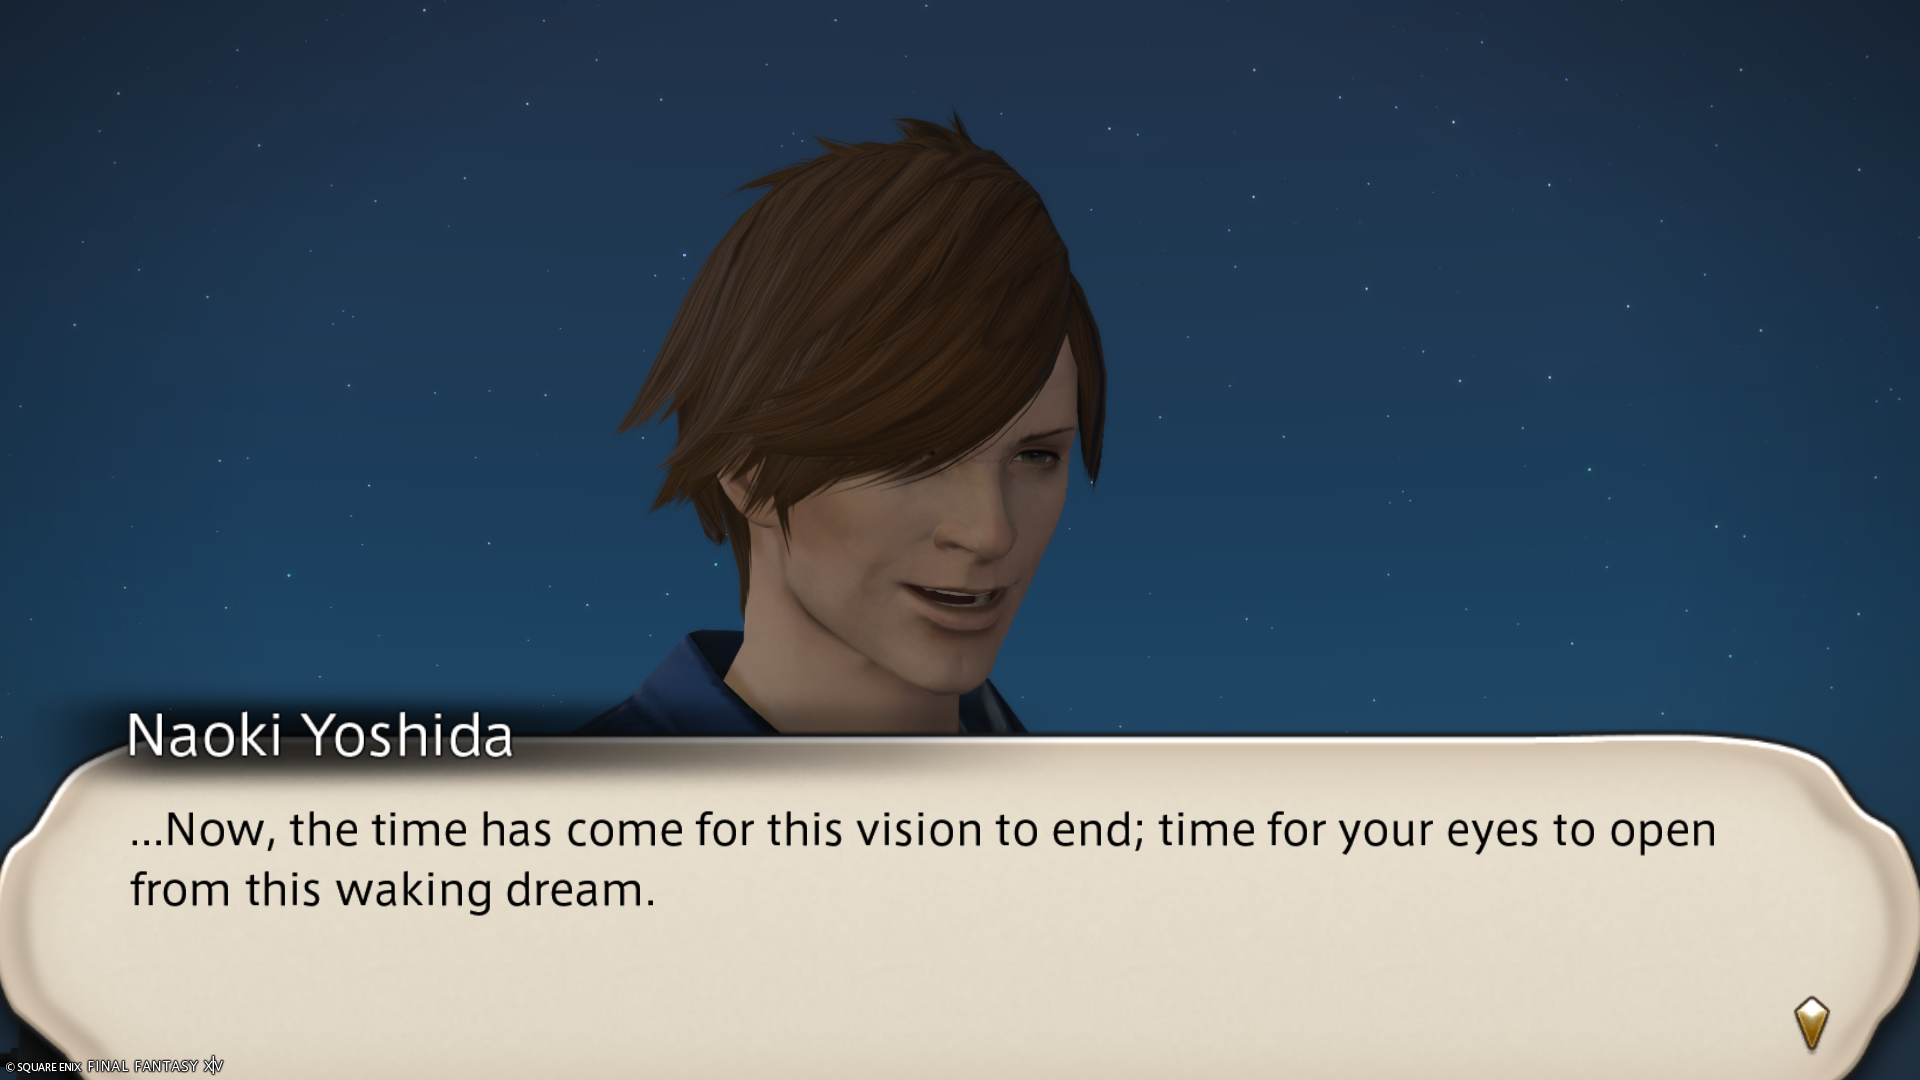 Naoki Yoshida
...Now, the time has come for this vision to end; time for your eyes to open
from this waking dream.
© SQUARE ENIX FINAL FANTASY XIV